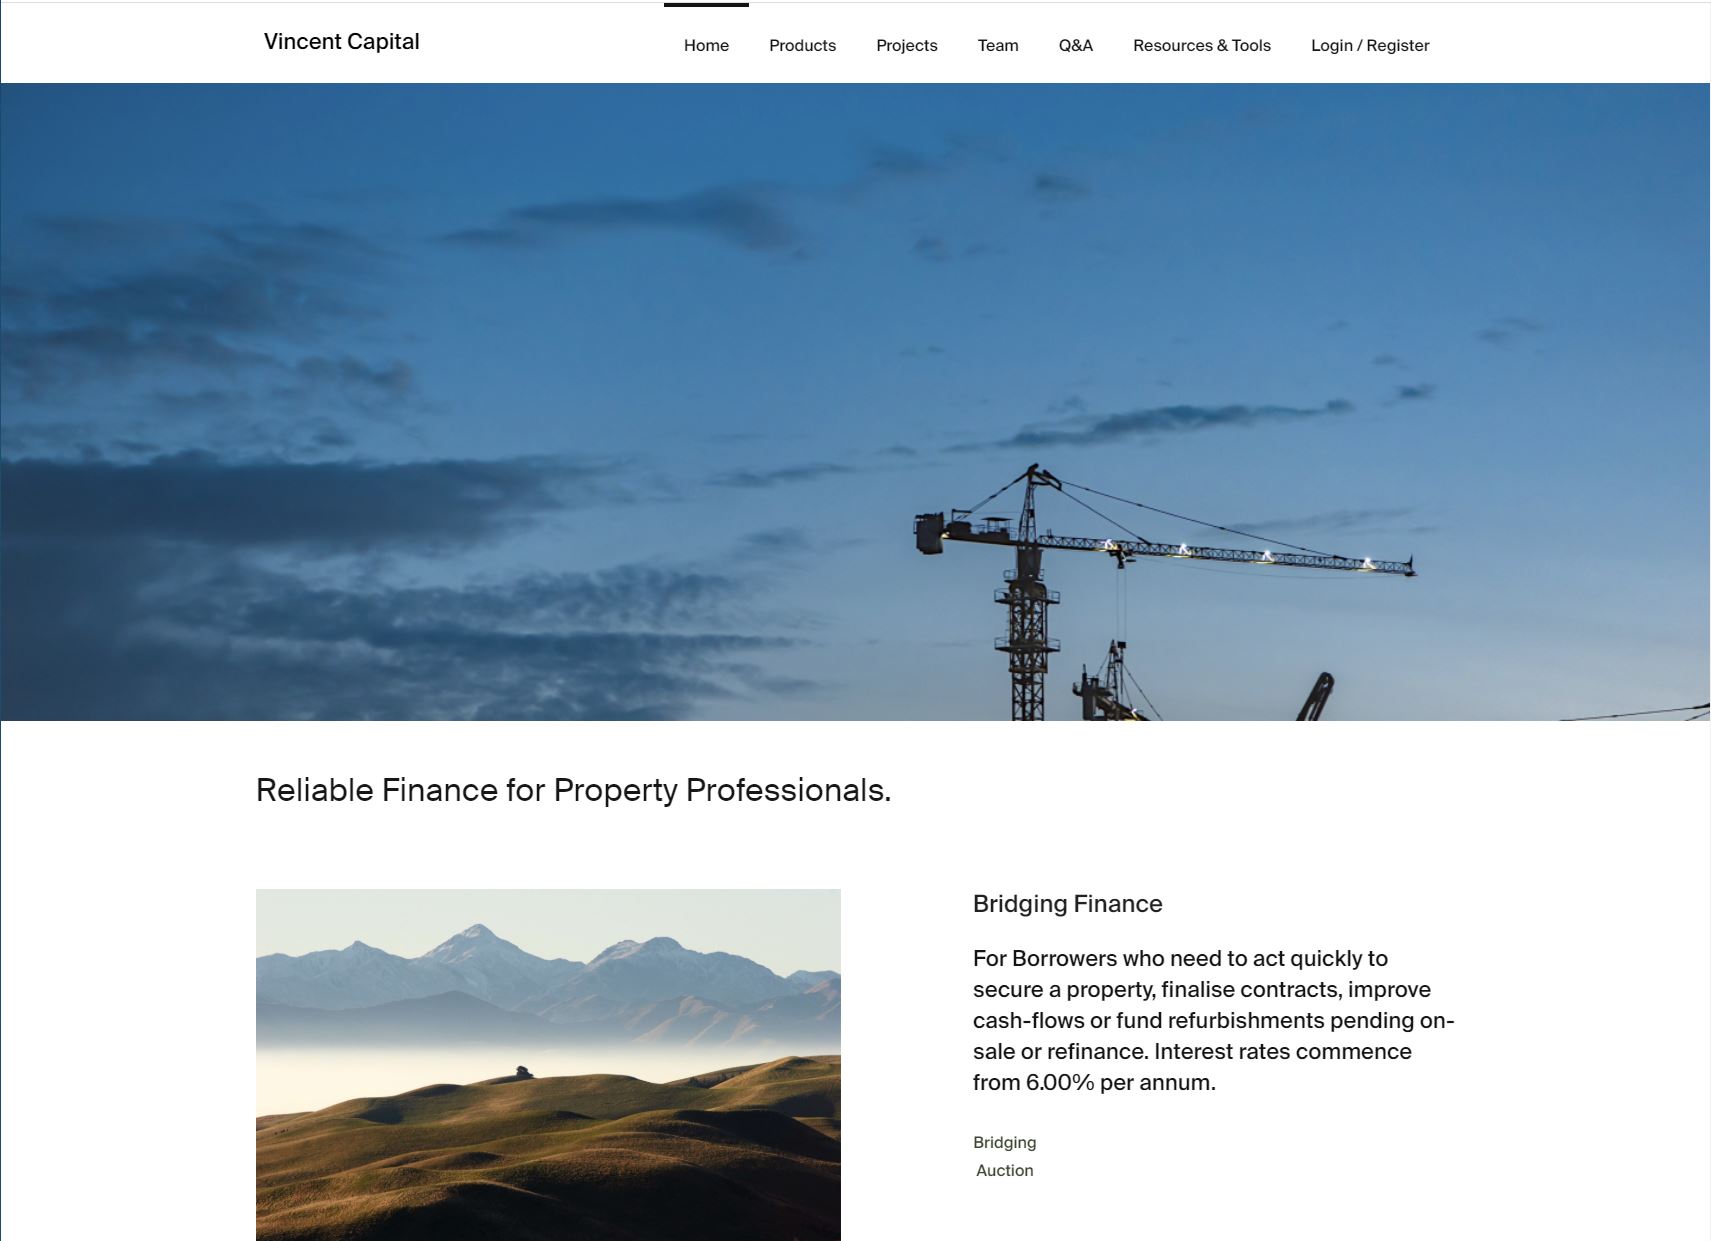 Vincent Capital
Home
Products
Projects
Team
Q&A
Resources & Tools
Login / Register
Reliable Finance for Property Professionals.
Bridging Finance
For Borrowers who need to act quickly to
secure a property, finalise contracts, improve
cash-flows or fund refurbishments pending on-
sale or refinance. Interest rates commence
from 6.00% per annum.
Bridging
Auction